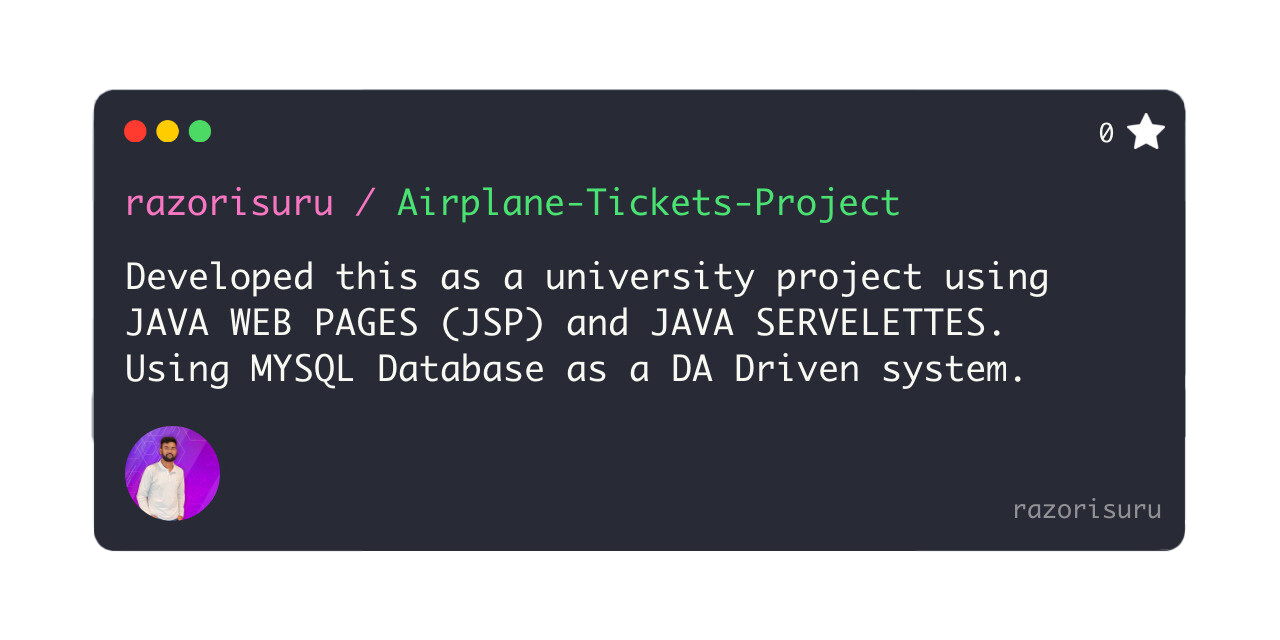 0
razorisuru / Airplane-Tickets-Project
Developed this as a university project using
JAVA WEB PAGES (JSP) and JAVA SERVELETTES.
Using MYSQL Database as a DA Driven system.
razorisuru